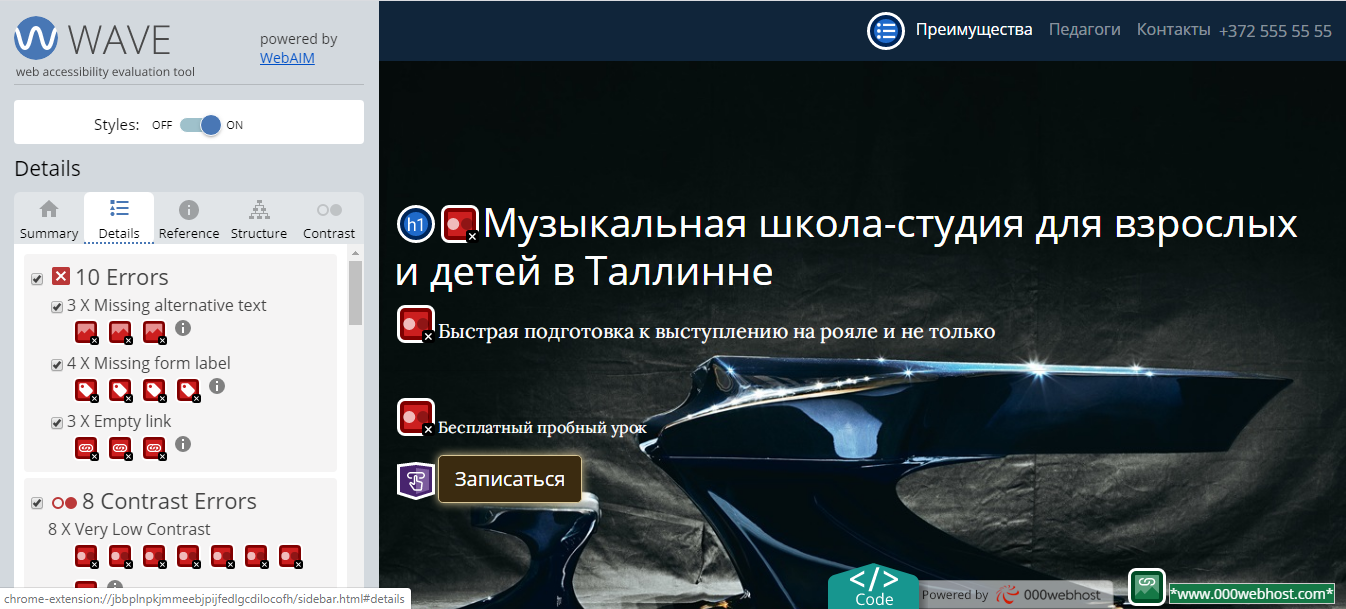 WAVE
powered by
WebAIM
web accessibility evaluation tool
Styles: OFF ON
Details
Summary Details Reference Structure Contrast
10 Errors
3 X Missing alternative text
4 X Missing form label
3 X Empty link
8 Contrast Errors
8 X Very Low Contrast
chrome-extension://jbbplnpkjmmeebjpijfedlgcdilocofh/sidebar.html#details
Преимущества Педагоги Контакты +372 555 55 55
h1 Музыкальная школа-студия для взрослых
и детей в Таллинне
Быстрая подготовка к выступлению на рояле и не только
Бесплатный пробный урок
Записаться
</>
Code
Powered by 000webhost
*www.000webhost.com*